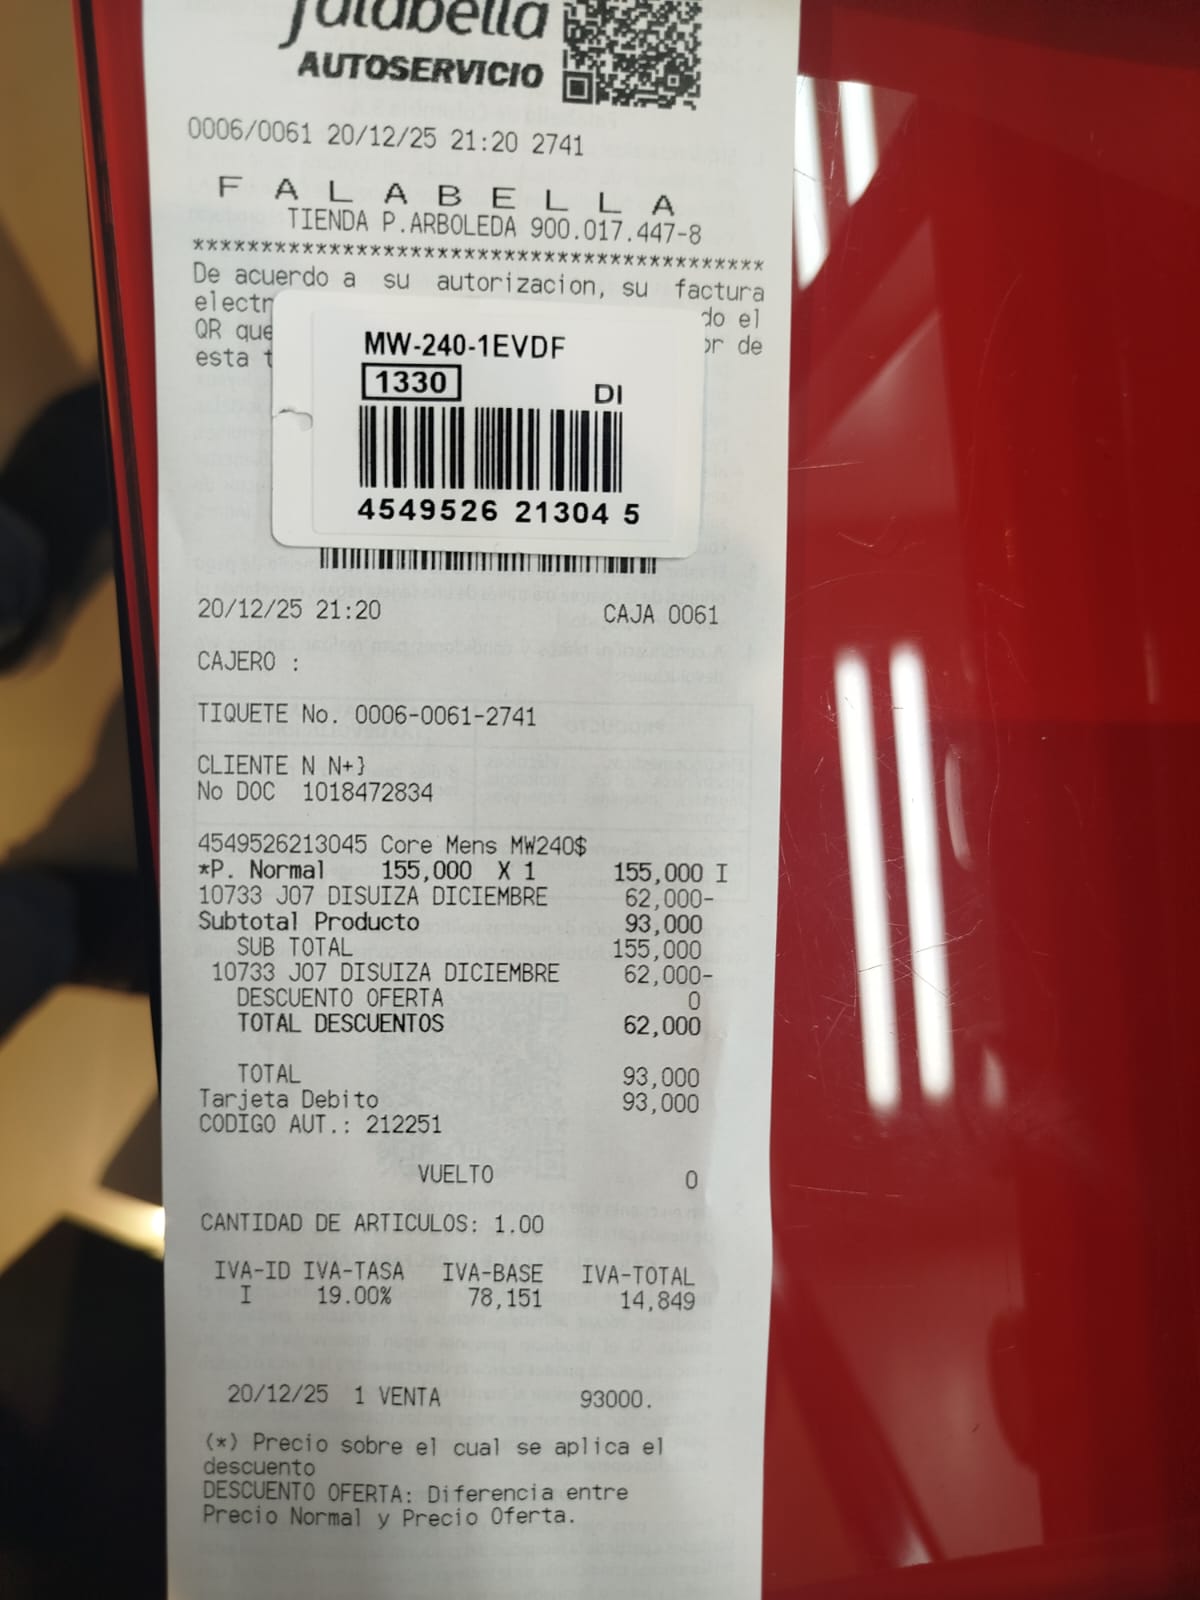 falabella
AUTOSERVICIO
0006/0061 20/12/25 21:20 2741
F A L A B E L L A
TIENDA P.ARBOLEDA 900.017.447-8
*******************************************
De acuerdo a su autorizacion, su factura
electr do el
QR que or de
esta t
MW-240-1EVDF
1330
DI
4549526 21304 5
20/12/25 21:20 CAJA 0061
CAJERO :
TIQUETE No. 0006-0061-2741
CLIENTE N N+}
No DOC 1018472834
4549526213045 Core Mens MW240$
*P. Normal 155,000 X 1 155,000 I
10733 J07 DISUIZA DICIEMBRE 62,000-
Subtotal Producto 93,000
SUB TOTAL 155,000
10733 J07 DISUIZA DICIEMBRE 62,000-
DESCUENTO OFERTA 0
TOTAL DESCUENTOS 62,000
TOTAL 93,000
Tarjeta Debito 93,000
CODIGO AUT.: 212251
VUELTO 0
CANTIDAD DE ARTICULOS: 1.00
IVA-ID IVA-TASA IVA-BASE IVA-TOTAL
I 19.00% 78,151 14,849
20/12/25 1 VENTA 93000.
(*) Precio sobre el cual se aplica el
descuento
DESCUENTO OFERTA: Diferencia entre
Precio Normal y Precio Oferta.